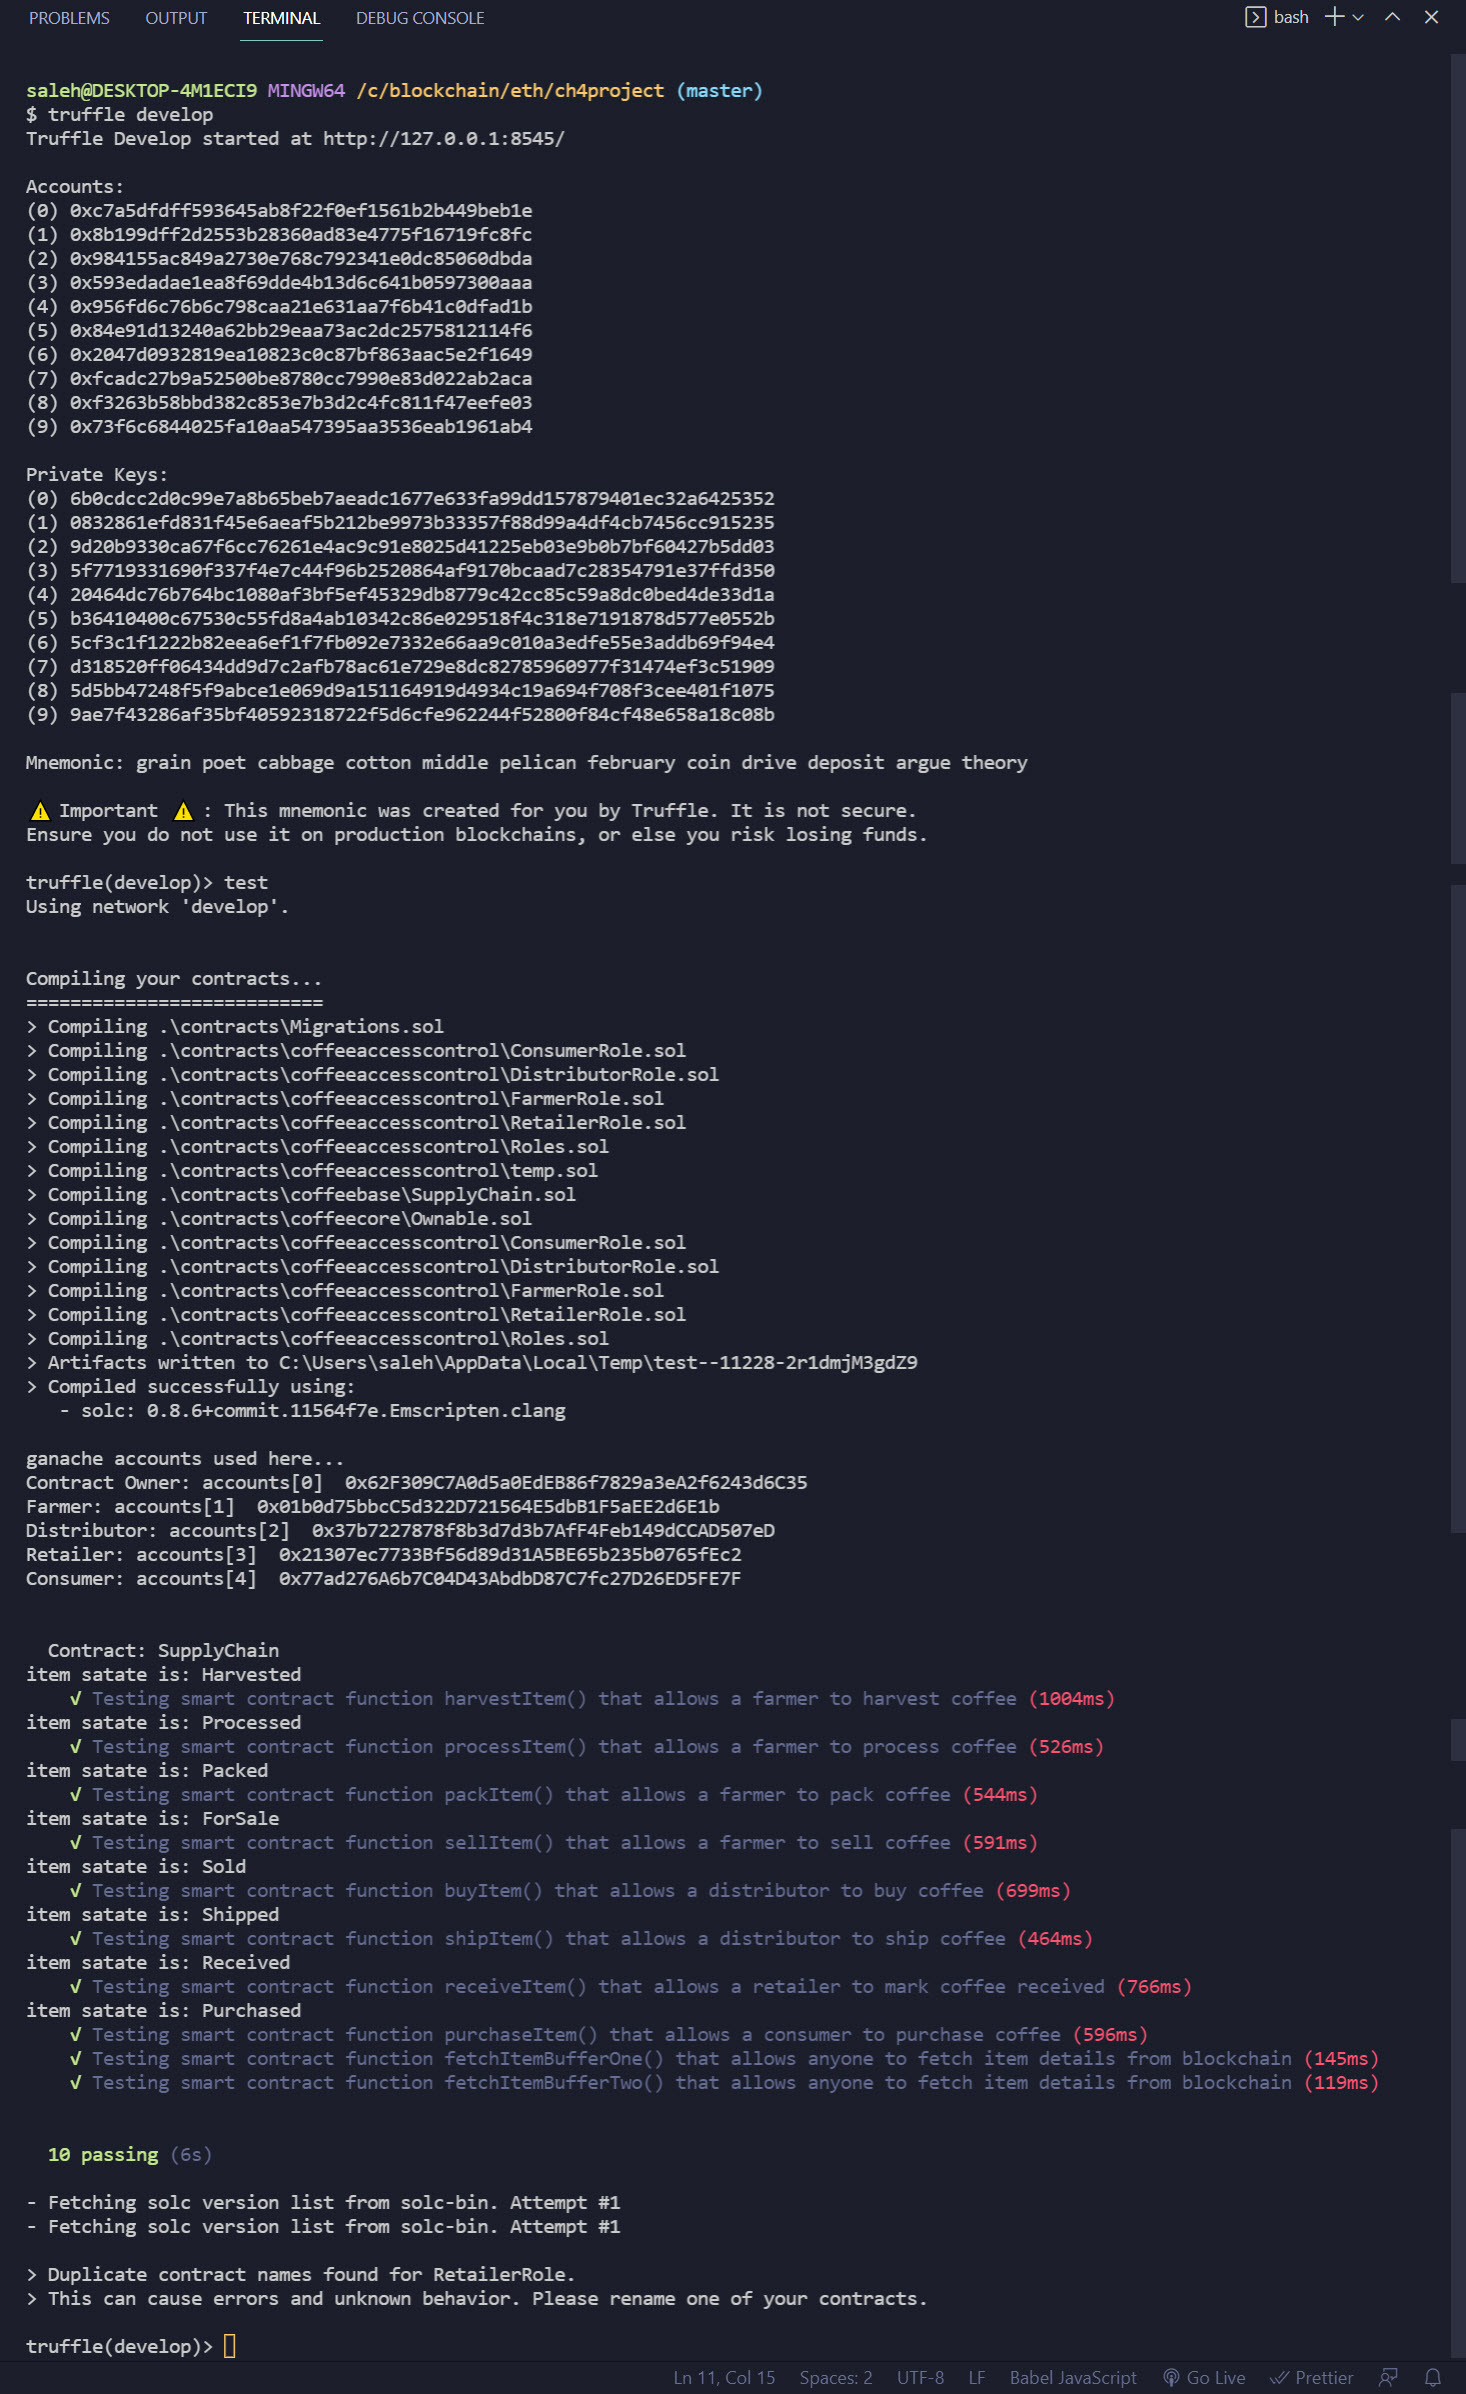 PROBLEMS OUTPUT TERMINAL DEBUG CONSOLE bash
saleh@DESKTOP-4M1ECI9 MINGW64 /c/blockchain/eth/ch4project (master)
$ truffle develop
Truffle Develop started at http://127.0.0.1:8545/
Accounts:
(0) 0xc7a5dfdff593645ab8f22f0ef1561b2b449beb1e
(1) 0x8b199dff2d2553b28360ad83e4775f16719fc8fc
(2) 0x984155ac849a2730e768c792341e0dc85060dbda
(3) 0x593edadae1ea8f69dde4b13d6c641b0597300aaa
(4) 0x956fd6c76b6c798caa21e631aa7f6b41c0dfad1b
(5) 0x84e91d13240a62bb29eaa73ac2dc2575812114f6
(6) 0x2047d0932819ea10823c0c87bf863aac5e2f1649
(7) 0xfcadc27b9a52500be8780cc7990e83d022ab2aca
(8) 0xf3263b58bbd382c853e7b3d2c4fc811f47eefe03
(9) 0x73f6c6844025fa10aa547395aa3536eab1961ab4
Private Keys:
(0) 6b0cdcc2d0c99e7a8b65beb7aeadc1677e633fa99dd157879401ec32a6425352
(1) 0832861efd831f45e6aeaf5b212be9973b33357f88d99a4df4cb7456cc915235
(2) 9d20b9330ca67f6cc76261e4ac9c91e8025d41225eb03e9b0b7bf60427b5dd03
(3) 5f7719331690f337f4e7c44f96b2520864af9170bcaad7c28354791e37ffd350
(4) 20464dc76b764bc1080af3bf5ef45329db8779c42cc85c59a8dc0bed4de33d1a
(5) b36410400c67530c55fd8a4ab10342c86e029518f4c318e7191878d577e0552b
(6) 5cf3c1f1222b82eea6ef1f7fb092e7332e66aa9c010a3edfe55e3addb69f94e4
(7) d318520ff06434dd9d7c2afb78ac61e729e8dc82785960977f31474ef3c51909
(8) 5d5bb47248f5f9abce1e069d9a151164919d4934c19a694f708f3cee401f1075
(9) 9ae7f43286af35bf40592318722f5d6cfe962244f52800f84cf48e658a18c08b
Mnemonic: grain poet cabbage cotton middle pelican february coin drive deposit argue theory
⚠️ Important ⚠️ : This mnemonic was created for you by Truffle. It is not secure.
Ensure you do not use it on production blockchains, or else you risk losing funds.
truffle(develop)> test
Using network 'develop'.
Compiling your contracts...
===========================
> Compiling .\contracts\Migrations.sol
> Compiling .\contracts\coffeeaccesscontrol\ConsumerRole.sol
> Compiling .\contracts\coffeeaccesscontrol\DistributorRole.sol
> Compiling .\contracts\coffeeaccesscontrol\FarmerRole.sol
> Compiling .\contracts\coffeeaccesscontrol\RetailerRole.sol
> Compiling .\contracts\coffeeaccesscontrol\Roles.sol
> Compiling .\contracts\coffeeaccesscontrol\temp.sol
> Compiling .\contracts\coffeebase\SupplyChain.sol
> Compiling .\contracts\coffeecore\Ownable.sol
> Compiling .\contracts\coffeeaccesscontrol\ConsumerRole.sol
> Compiling .\contracts\coffeeaccesscontrol\DistributorRole.sol
> Compiling .\contracts\coffeeaccesscontrol\FarmerRole.sol
> Compiling .\contracts\coffeeaccesscontrol\RetailerRole.sol
> Compiling .\contracts\coffeeaccesscontrol\Roles.sol
> Artifacts written to C:\Users\saleh\AppData\Local\Temp\test--11228-2r1dmjM3gdZ9
> Compiled successfully using:
- solc: 0.8.6+commit.11564f7e.Emscripten.clang
ganache accounts used here...
Contract Owner: accounts[0] 0x62F309C7A0d5a0EdEB86f7829a3eA2f6243d6C35
Farmer: accounts[1] 0x01b0d75bbcC5d322D721564E5dbB1F5aEE2d6E1b
Distributor: accounts[2] 0x37b7227878f8b3d7d3b7AfF4Feb149dCCAD507eD
Retailer: accounts[3] 0x21307ec7733Bf56d89d31A5BE65b235b0765fEc2
Consumer: accounts[4] 0x77ad276A6b7C04D43AbdbD87C7fc27D26ED5FE7F
Contract: SupplyChain
item satate is: Harvested
√ Testing smart contract function harvestItem() that allows a farmer to harvest coffee (1004ms)
item satate is: Processed
√ Testing smart contract function processItem() that allows a farmer to process coffee (526ms)
item satate is: Packed
√ Testing smart contract function packItem() that allows a farmer to pack coffee (544ms)
item satate is: ForSale
√ Testing smart contract function sellItem() that allows a farmer to sell coffee (591ms)
item satate is: Sold
√ Testing smart contract function buyItem() that allows a distributor to buy coffee (699ms)
item satate is: Shipped
√ Testing smart contract function shipItem() that allows a distributor to ship coffee (464ms)
item satate is: Received
√ Testing smart contract function receiveItem() that allows a retailer to mark coffee received (766ms)
item satate is: Purchased
√ Testing smart contract function purchaseItem() that allows a consumer to purchase coffee (596ms)
√ Testing smart contract function fetchItemBufferOne() that allows anyone to fetch item details from blockchain (145ms)
√ Testing smart contract function fetchItemBufferTwo() that allows anyone to fetch item details from blockchain (119ms)
10 passing (6s)
- Fetching solc version list from solc-bin. Attempt #1
- Fetching solc version list from solc-bin. Attempt #1
> Duplicate contract names found for RetailerRole.
> This can cause errors and unknown behavior. Please rename one of your contracts.
truffle(develop)>
Ln 11, Col 15 Spaces: 2 UTF-8 LF Babel JavaScript Go Live Prettier